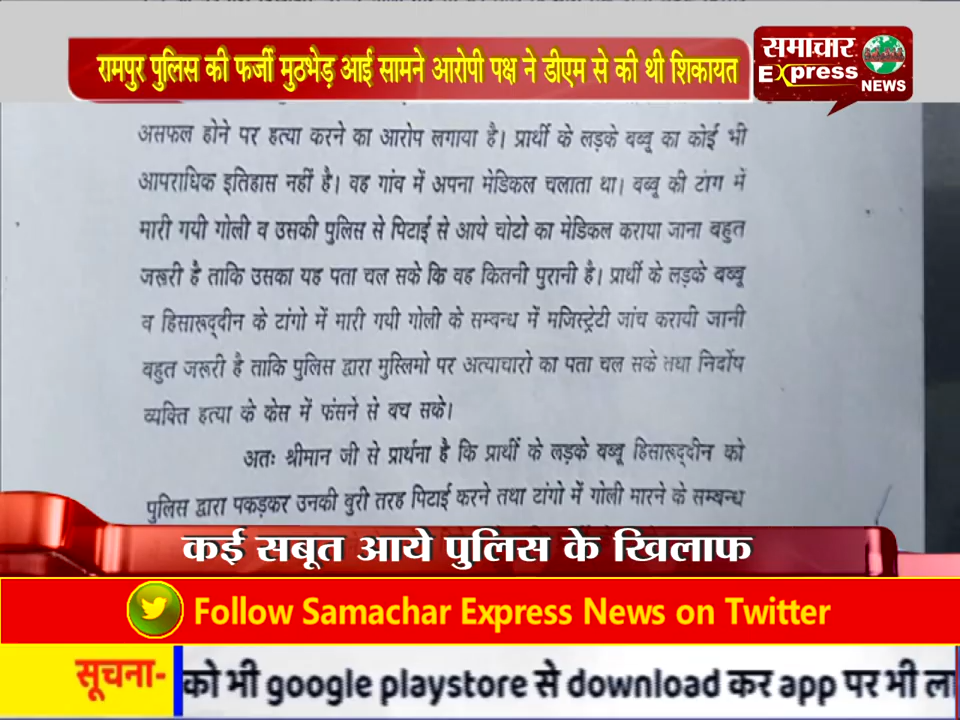 रामपुर पुलिस की फर्जी मुठभेड़ आई सामने आरोपी पक्ष ने डीएम से की थी शिकायत
समाचार
Express
NEWS
असफल होने पर हत्या करने का आरोप लगाया है। प्रार्थी के लड़के बब्बू का कोई भी
आपराधिक इतिहास नहीं है। वह गांव में अपना मेडिकल चलाता था। बब्बू की टांग में
मारी गयी गोली व उसकी पुलिस से पिटाई से आये चोटो का मेडिकल कराया जाना बहुत
जरूरी है ताकि उसका यह पता चल सके कि वह कितनी पुरानी है। प्रार्थी के लड़के बब्बू
व हिसारूद्दीन के टांगो में मारी गयी गोली के सम्बन्ध में मजिस्ट्रेटी जांच करायी जानी
बहुत जरूरी है ताकि पुलिस द्वारा मुस्लिमो पर अत्याचारो का पता चल सके तथा निर्दोष
व्यक्ति हत्या के केस में फंसने से बच सके।
अतः श्रीमान जी से प्रार्थना है कि प्रार्थी के लड़के बब्बू हिसारूद्दीन को
पुलिस द्वारा पकड़कर उनकी बुरी तरह पिटाई करने तथा टांगो में गोली मारने के सम्बन्ध
कई सबूत आये पुलिस के खिलाफ
Follow Samachar Express News on Twitter
सूचना- को भी google playstore से download कर app पर भी ला